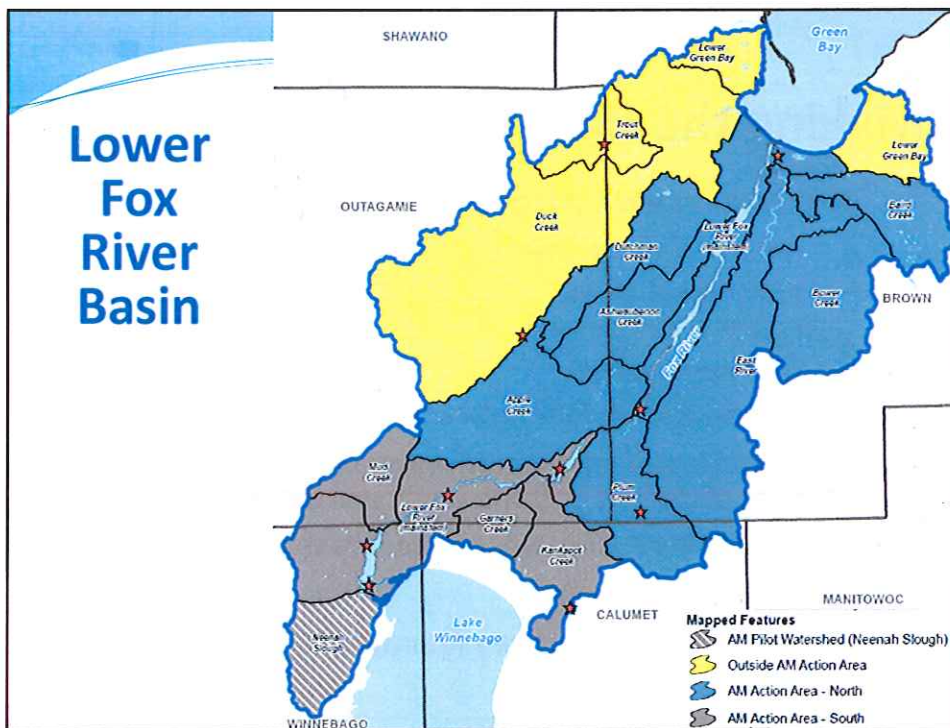 Lower
Fox
River
Basin
SHAWANO
Green
Bay
Lower
Green Bay
Trout
Creek
Lower
Green Bay
OUTAGAMIE
Duck
Creek
Baird
Creek
Dutchman
Creek
Lower Fox
River
(mainstem)
Bower
Creek
BROWN
Ashwaubenon
Creek
Fox River
East
River
Apple
Creek
Mud
Creek
Plum
Creek
Lower Fox
River
(mainstem)
Garners
Creek
Kankapot
Creek
MANITOWOC
CALUMET
Lake
Winnebago
Neenah
Slough
WINNEBAGO
Mapped Features
AM Pilot Watershed (Neenah Slough)
Outside AM Action Area
AM Action Area - North
AM Action Area - South